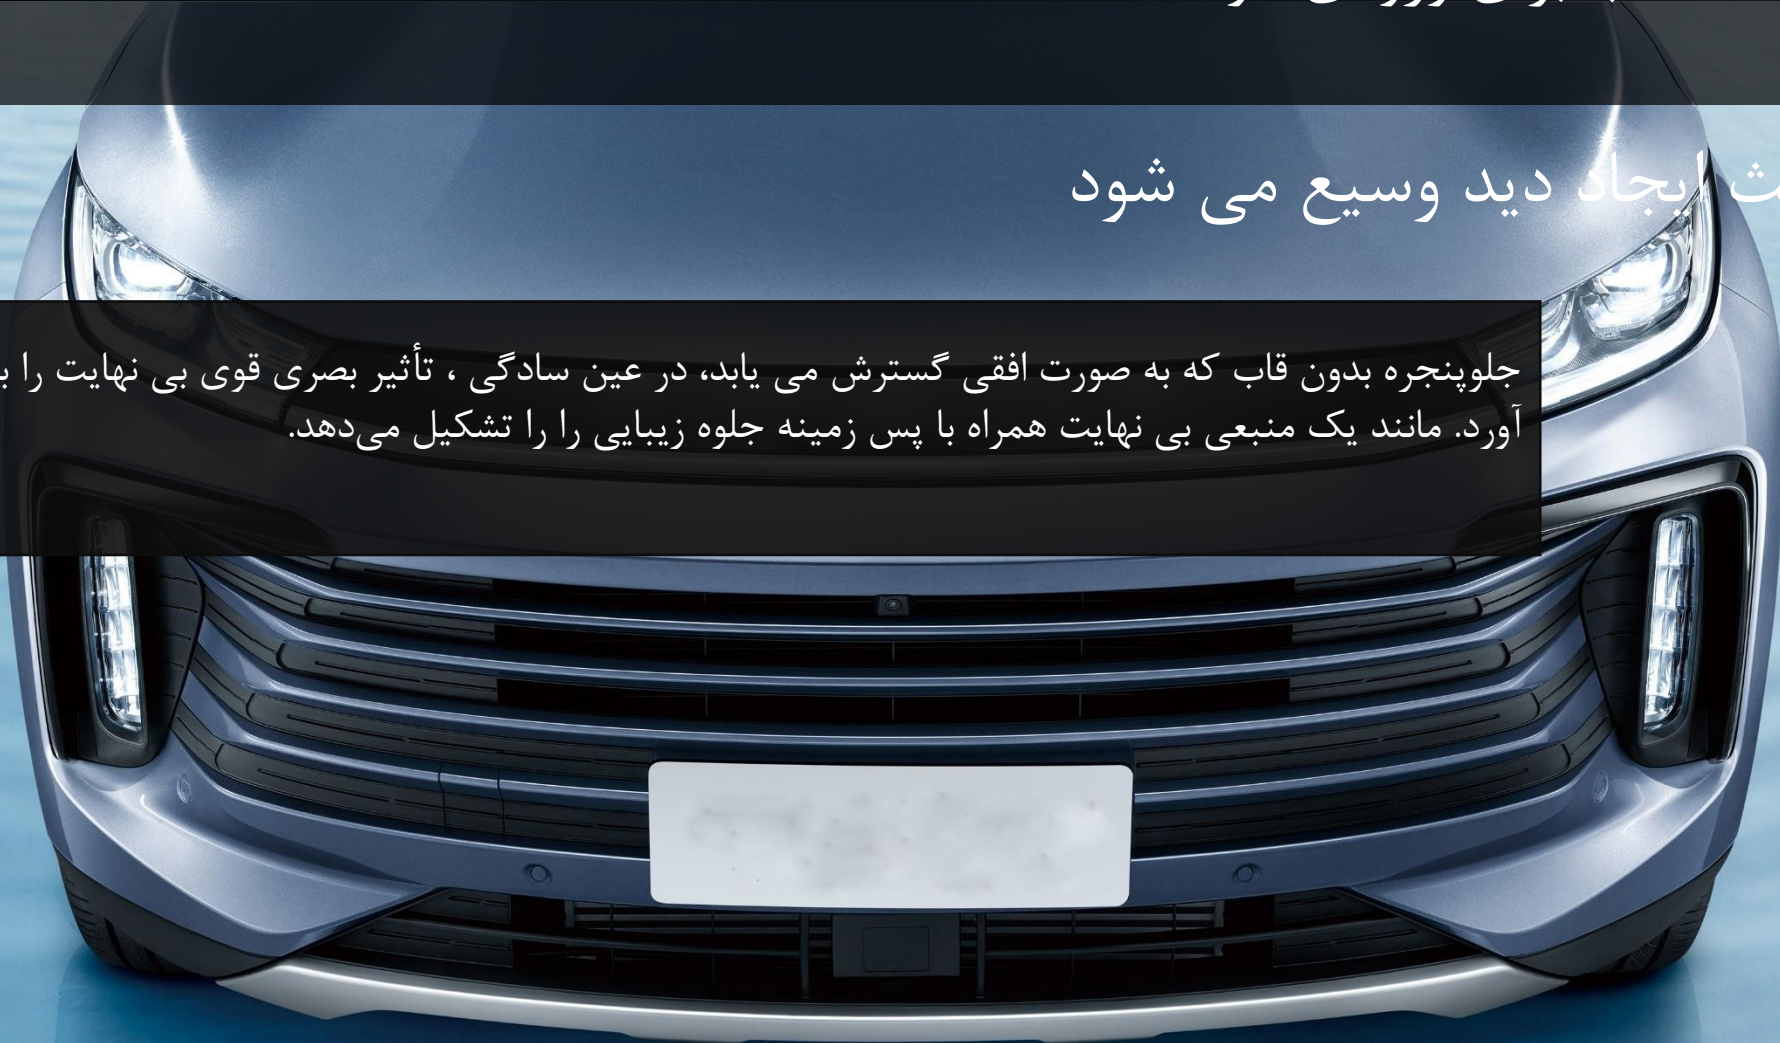 ایجاد دید وسیع می شود
جلوپنجره بدون قاب که به صورت افقی گسترش می یابد، در عین سادگی ، تأثیر بصری قوی بی نهایت را
آورد. مانند یک منبعی بی نهایت همراه با پس زمینه جلوه زیبایی را را تشکیل می‌دهد.